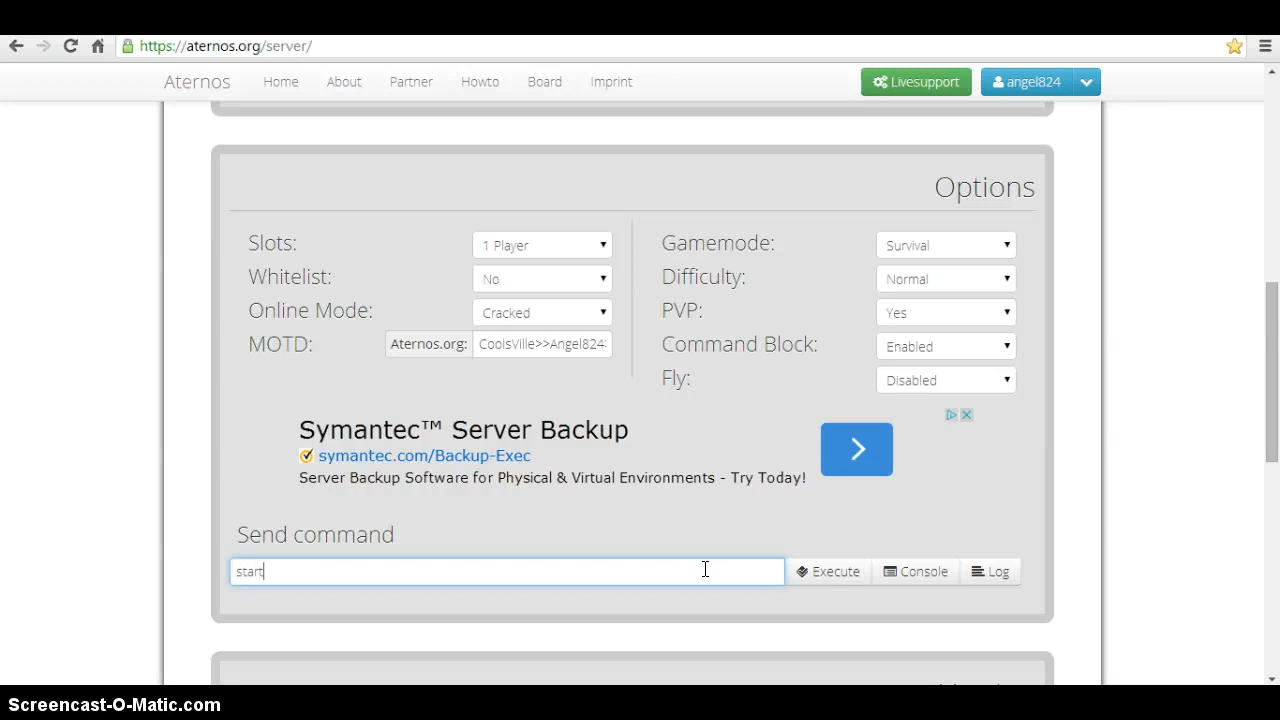 https://aternos.org/server/
Aternos Home About Partner Howto Board Imprint Livesupport angel824
Options
Slots: 1 Player
Whitelist: No
Online Mode: Cracked
MOTD: Aternos.org: CoolsVille>>Angel824
Gamemode: Survival
Difficulty: Normal
PVP: Yes
Command Block: Enabled
Fly: Disabled
Symantec™ Server Backup
symantec.com/Backup-Exec
Server Backup Software for Physical & Virtual Environments - Try Today!
Send command
start Execute Console Log
Screencast-O-Matic.com